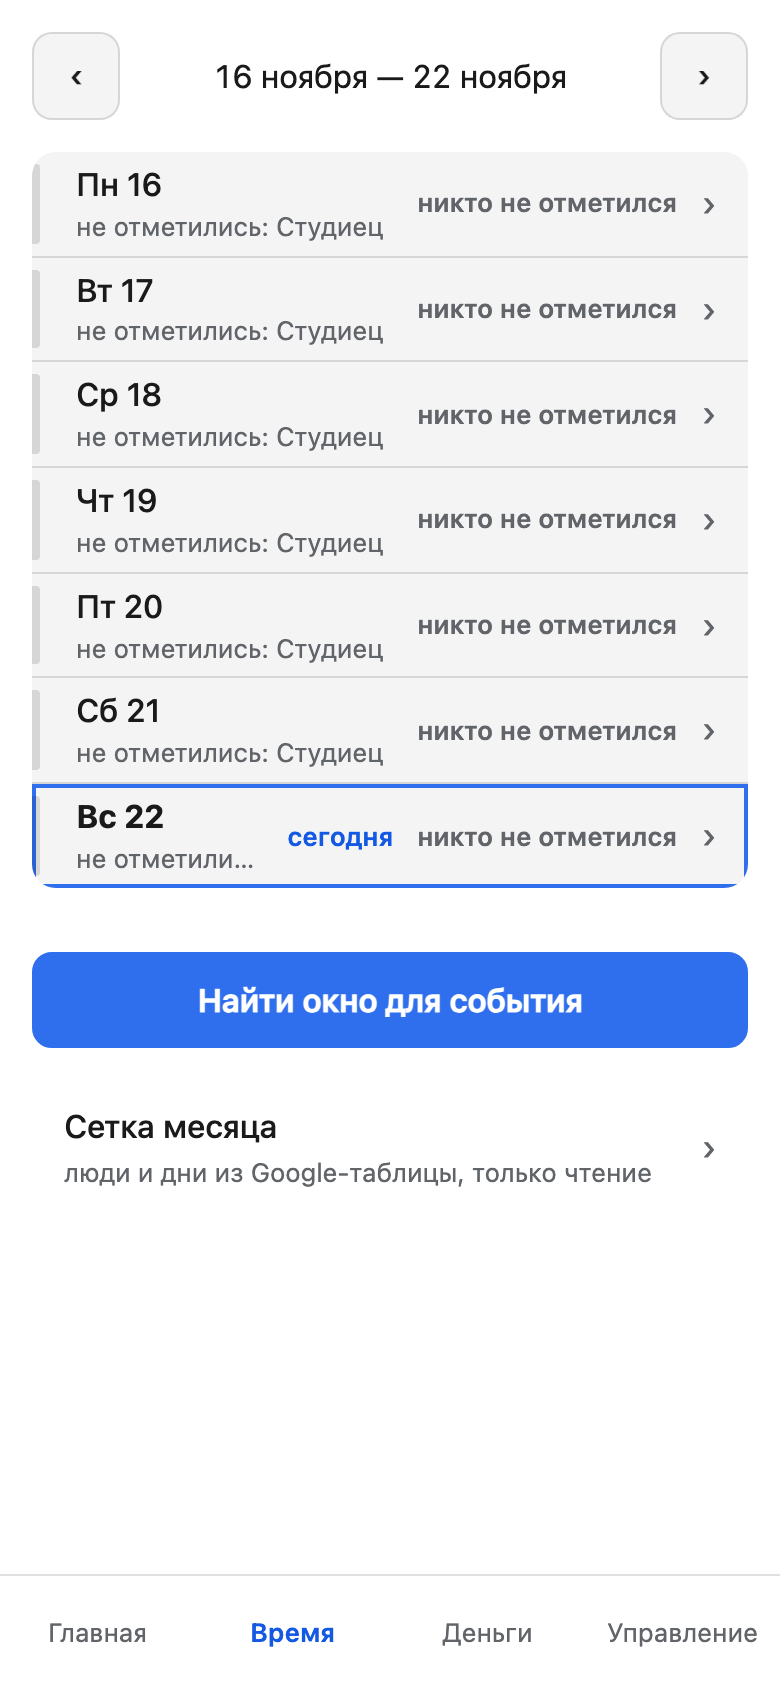 ‹ 16 ноября — 22 ноября ›
Пн 16
не отметились: Студиец
никто не отметился ›
Вт 17
не отметились: Студиец
никто не отметился ›
Ср 18
не отметились: Студиец
никто не отметился ›
Чт 19
не отметились: Студиец
никто не отметился ›
Пт 20
не отметились: Студиец
никто не отметился ›
Сб 21
не отметились: Студиец
никто не отметился ›
Вс 22
не отметили...
сегодня никто не отметился ›
Найти окно для события
Сетка месяца
люди и дни из Google-таблицы, только чтение ›
Главная Время Деньги Управление